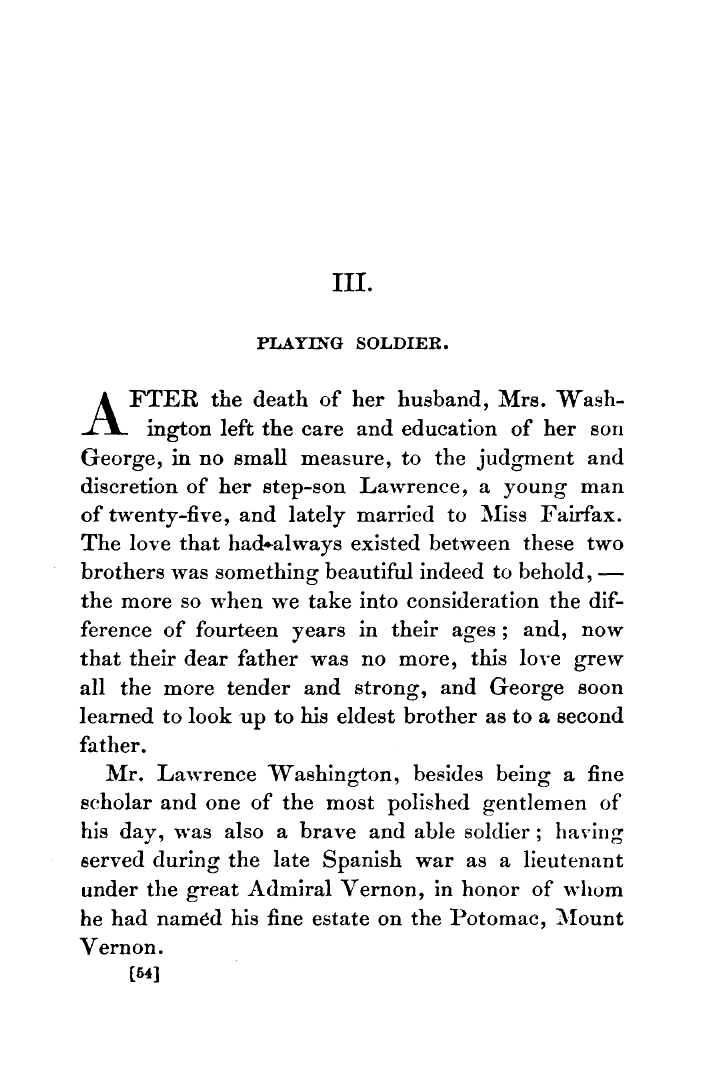 III.
PLAYING SOLDIER.
AFTER the death of her husband, Mrs. Wash-
ington left the care and education of her son
George, in no small measure, to the judgment and
discretion of her step-son Lawrence, a young man
of twenty-five, and lately married to Miss Fairfax.
The love that had always existed between these two
brothers was something beautiful indeed to behold, —
the more so when we take into consideration the dif-
ference of fourteen years in their ages; and, now
that their dear father was no more, this love grew
all the more tender and strong, and George soon
learned to look up to his eldest brother as to a second
father.
Mr. Lawrence Washington, besides being a fine
scholar and one of the most polished gentlemen of
his day, was also a brave and able soldier; having
served during the late Spanish war as a lieutenant
under the great Admiral Vernon, in honor of whom
he had named his fine estate on the Potomac, Mount
Vernon.
[54]